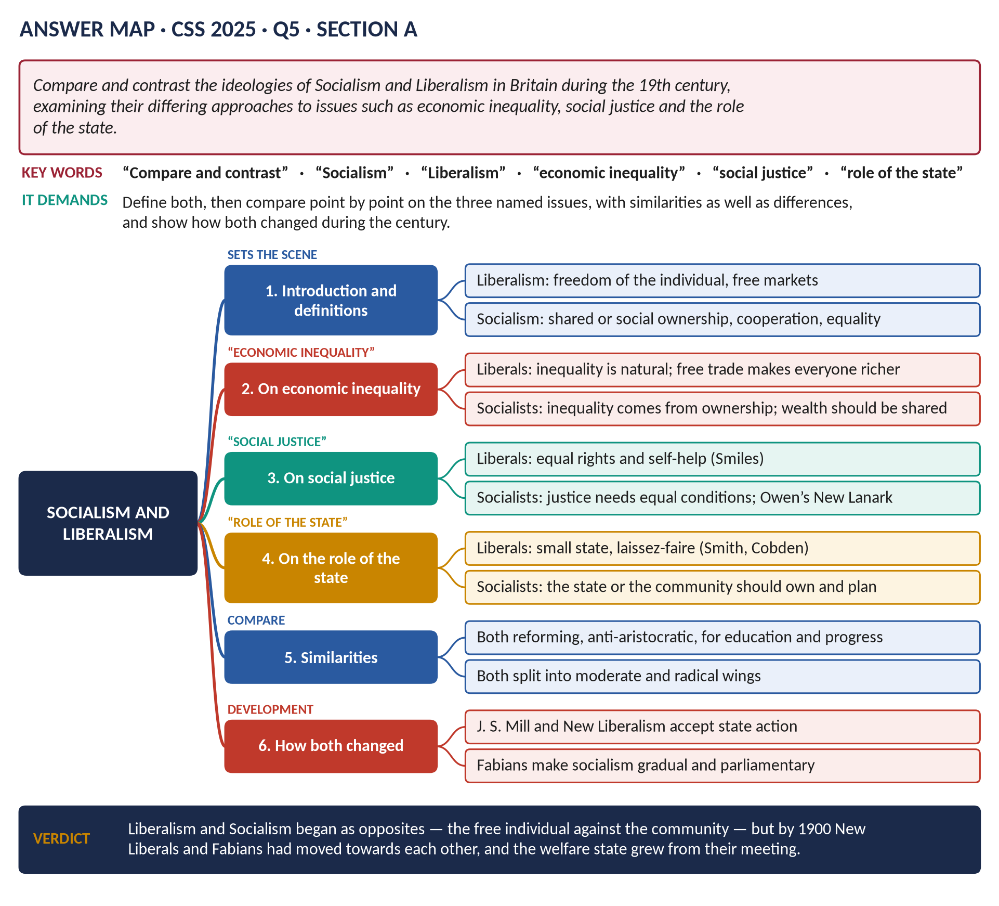 ANSWER MAP · CSS 2025 · Q5 · SECTION A
Compare and contrast the ideologies of Socialism and Liberalism in Britain during the 19th century,
examining their differing approaches to issues such as economic inequality, social justice and the role
of the state.
KEY WORDS “Compare and contrast” · “Socialism” · “Liberalism” · “economic inequality” · “social justice” · “role of the state”
IT DEMANDS Define both, then compare point by point on the three named issues, with similarities as well as differences,
and show how both changed during the century.
SOCIALISM AND
LIBERALISM
SETS THE SCENE
1. Introduction and
definitions
Liberalism: freedom of the individual, free markets
Socialism: shared or social ownership, cooperation, equality
“ECONOMIC INEQUALITY”
2. On economic inequality
Liberals: inequality is natural; free trade makes everyone richer
Socialists: inequality comes from ownership; wealth should be shared
“SOCIAL JUSTICE”
3. On social justice
Liberals: equal rights and self-help (Smiles)
Socialists: justice needs equal conditions; Owen’s New Lanark
“ROLE OF THE STATE”
4. On the role of the
state
Liberals: small state, laissez-faire (Smith, Cobden)
Socialists: the state or the community should own and plan
COMPARE
5. Similarities
Both reforming, anti-aristocratic, for education and progress
Both split into moderate and radical wings
DEVELOPMENT
6. How both changed
J. S. Mill and New Liberalism accept state action
Fabians make socialism gradual and parliamentary
VERDICT Liberalism and Socialism began as opposites — the free individual against the community — but by 1900 New
Liberals and Fabians had moved towards each other, and the welfare state grew from their meeting.